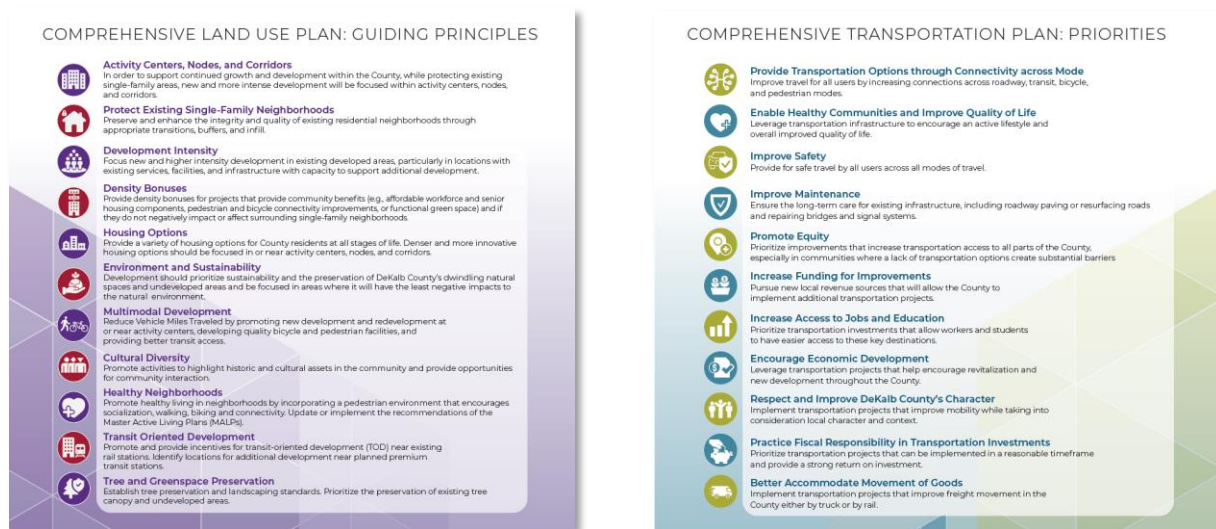 COMPREHENSIVE LAND USE PLAN: GUIDING PRINCIPLES
Activity Centers, Nodes, and Corridors
In order to support continued growth and development within the County, while protecting existing
single-family areas, new and more intense development will be focused within activity centers, nodes,
and corridors.
Protect Existing Single-Family Neighborhoods
Preserve and enhance the integrity and quality of existing residential neighborhoods through
appropriate transitions, buffers, and infill.
Development Intensity
Focus new and higher intensity development in existing developed areas, particularly in locations with
existing services, facilities, and infrastructure with capacity to support additional development.
Density Bonuses
Provide density bonuses for projects that provide community benefits (e.g., affordable workforce and senior
housing components, pedestrian and bicycle connectivity improvements, or functional green space) and if
they do not negatively impact or affect surrounding single-family neighborhoods.
Housing Options
Provide a variety of housing options for County residents at all stages of life. Denser and more innovative
housing options should be focused in or near activity centers, nodes, and corridors.
Environment and Sustainability
Development should prioritize sustainability and the preservation of DeKalb County's dwindling natural
spaces and undeveloped areas and be focused in areas where it will have the least negative impacts to
the natural environment.
Multimodal Development
Reduce Vehicle Miles Traveled by promoting new development and redevelopment at
or near activity centers, developing quality bicycle and pedestrian facilities, and
providing better transit access.
Cultural Diversity
Promote activities to highlight historic and cultural assets in the community and provide opportunities
for community interaction.
Healthy Neighborhoods
Promote healthy living in neighborhoods by incorporating a pedestrian environment that encourages
socialization, walking, biking and connectivity. Update or implement the recommendations of the
Master Active Living Plans (MALPs).
Transit Oriented Development
Promote and provide incentives for transit-oriented development (TOD) near existing
rail stations. Identify locations for additional development near planned premium
transit stations.
Tree and Greenspace Preservation
Establish tree preservation and landscaping standards. Prioritize the preservation of existing tree
canopy and undeveloped areas.
COMPREHENSIVE TRANSPORTATION PLAN: PRIORITIES
Provide Transportation Options through Connectivity across Mode
Improve travel for all users by increasing connections across roadway, transit, bicycle,
and pedestrian modes.
Enable Healthy Communities and Improve Quality of Life
Leverage transportation infrastructure to encourage an active lifestyle and
overall improved quality of life.
Improve Safety
Provide for safe travel by all users across all modes of travel.
Improve Maintenance
Ensure the long-term care for existing infrastructure, including roadway paving or resurfacing roads
and repairing bridges and signal systems.
Promote Equity
Prioritize improvements that increase transportation access to all parts of the County,
especially in communities where a lack of transportation options create substantial barriers
Increase Funding for Improvements
Pursue new local revenue sources that will allow the County to
implement additional transportation projects.
Increase Access to Jobs and Education
Prioritize transportation investments that allow workers and students
to have easier access to these key destinations.
Encourage Economic Development
Leverage transportation projects that help encourage revitalization and
new development throughout the County.
Respect and Improve DeKalb County's Character
Implement transportation projects that improve mobility while taking into
consideration local character and context.
Practice Fiscal Responsibility in Transportation Investments
Prioritize transportation projects that can be implemented in a reasonable timeframe
and provide a strong return on investment.
Better Accommodate Movement of Goods
Implement transportation projects that improve freight movement in the
County either by truck or by rail.